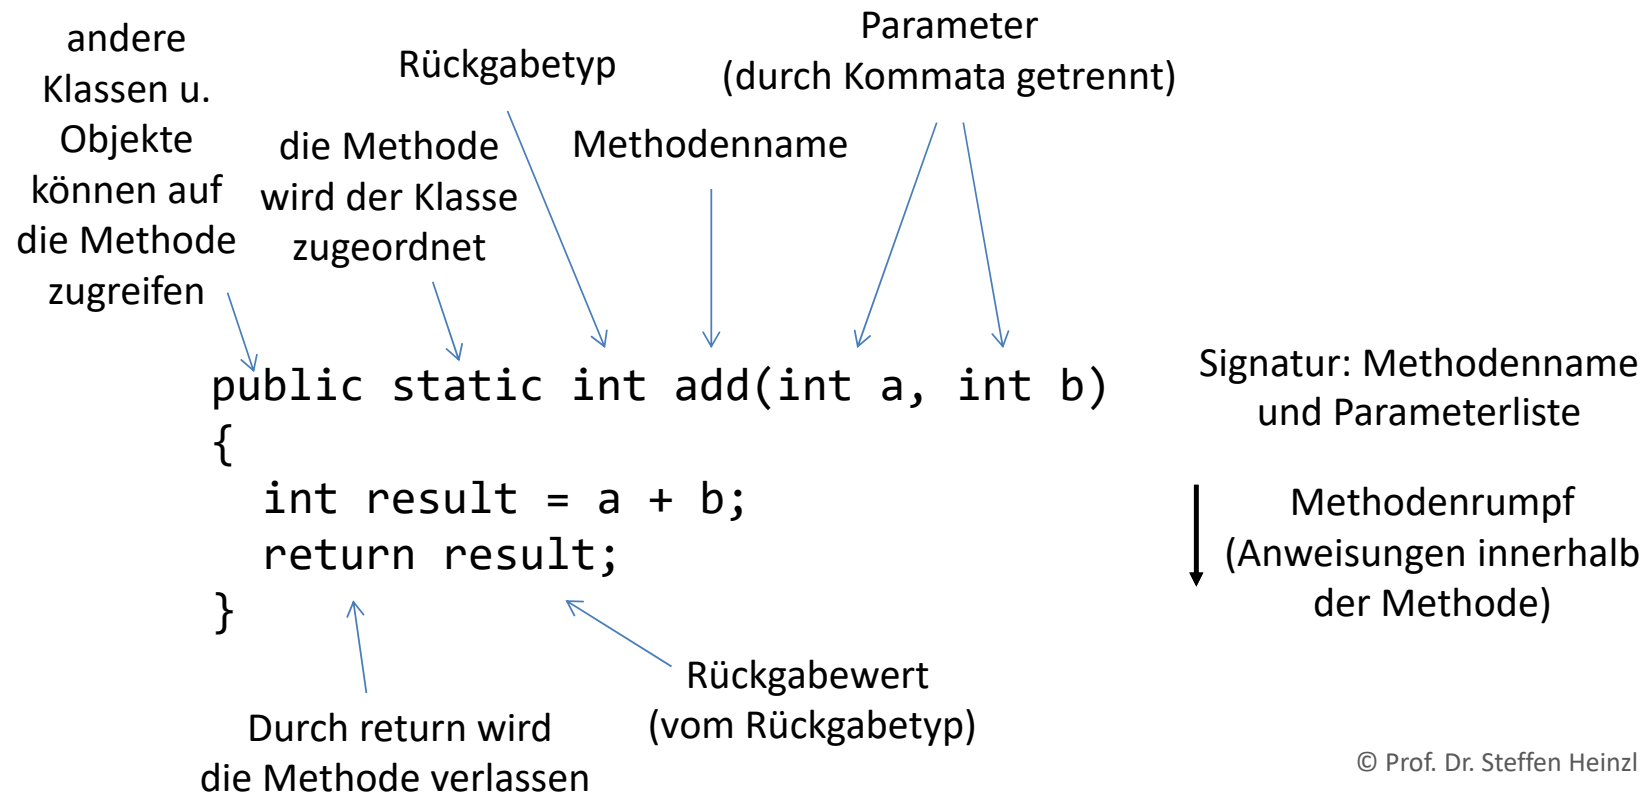 andere
Klassen u.
Objekte
können auf
die Methode
zugreifen
die Methode
wird der Klasse
zugeordnet
Rückgabetyp
Methodenname
Parameter
(durch Kommata getrennt)
public static int add(int a, int b)
{
int result = a + b;
return result;
}
Signatur: Methodenname
und Parameterliste
Methodenrumpf
(Anweisungen innerhalb
der Methode)
Durch return wird
die Methode verlassen
Rückgabewert
(vom Rückgabetyp)
© Prof. Dr. Steffen Heinzl